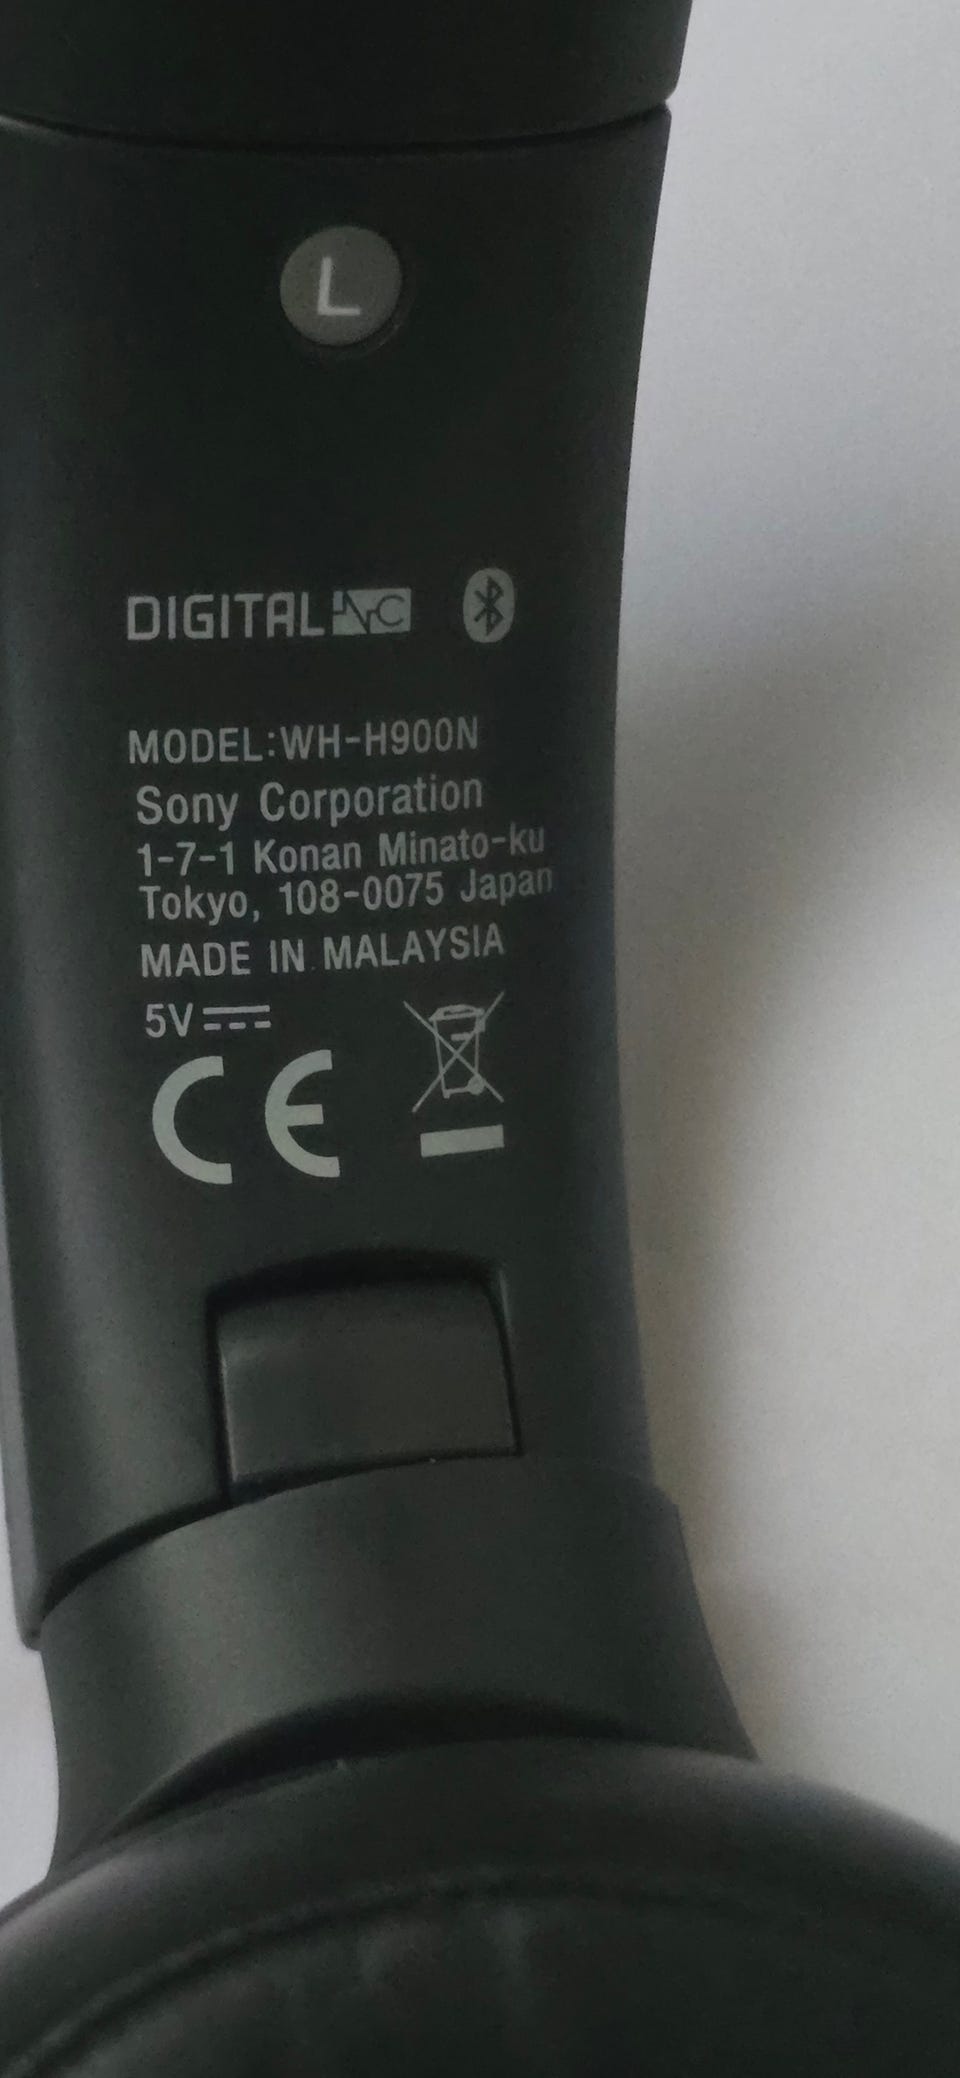 L
DIGITAL NC
MODEL:WH-H900N
Sony Corporation
1-7-1 Konan Minato-ku
Tokyo, 108-0075 Japan
MADE IN MALAYSIA
5V⎓
CE